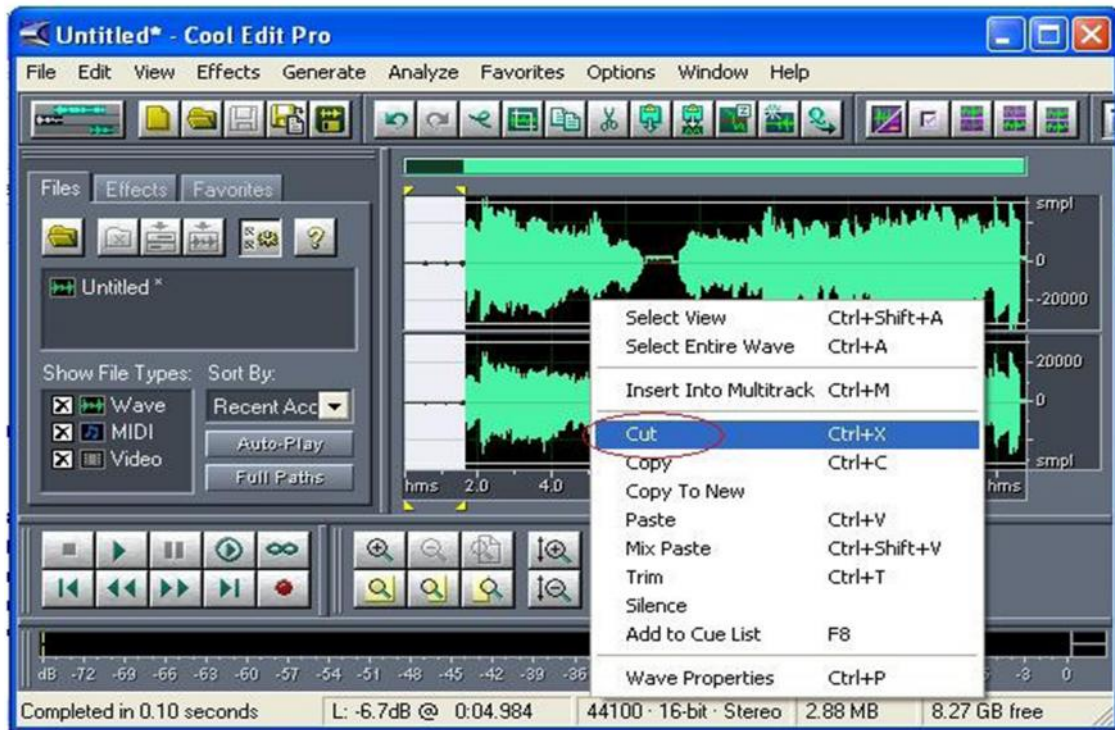 Untitled* - Cool Edit Pro
File Edit View Effects Generate Analyze Favorites Options Window Help
Files Effects Favorites
Untitled *
Show File Types: Sort By:
Wave Recent Acc
MIDI Auto-Play
Video Full Paths
smpl
-0
-20000
-20000
-0
smpl
hms 2.0 4.0 hms
Select View Ctrl+Shift+A
Select Entire Wave Ctrl+A
Insert Into Multitrack Ctrl+M
Cut Ctrl+X
Copy Ctrl+C
Copy To New
Paste Ctrl+V
Mix Paste Ctrl+Shift+V
Trim Ctrl+T
Silence
Add to Cue List F8
Wave Properties Ctrl+P
dB -72 -69 -66 -63 -60 -57 -54 -51 -48 -45 -42 -39 -36 -3 0
Completed in 0.10 seconds L: -6.7dB @ 0:04.984 44100 · 16-bit · Stereo 2.88 MB 8.27 GB free